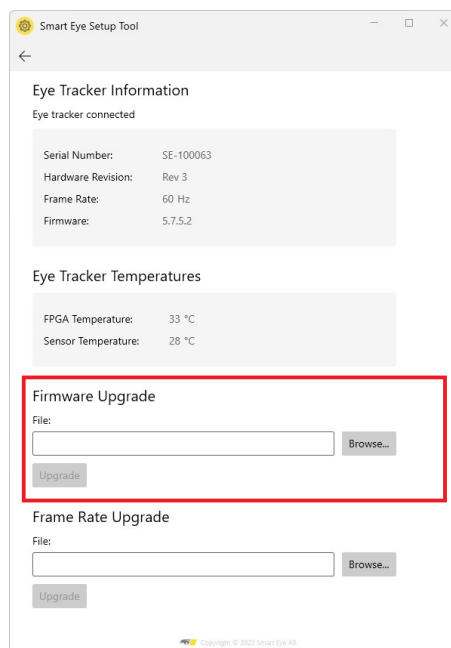 Smart Eye Setup Tool
Eye Tracker Information
Eye tracker connected
Serial Number: SE-100063
Hardware Revision: Rev 3
Frame Rate: 60 Hz
Firmware: 5.7.5.2
Eye Tracker Temperatures
FPGA Temperature: 33 °C
Sensor Temperature: 28 °C
Firmware Upgrade
File:
Browse...
Upgrade
Frame Rate Upgrade
File:
Browse...
Upgrade
Copyright © 2022 Smart Eye AB